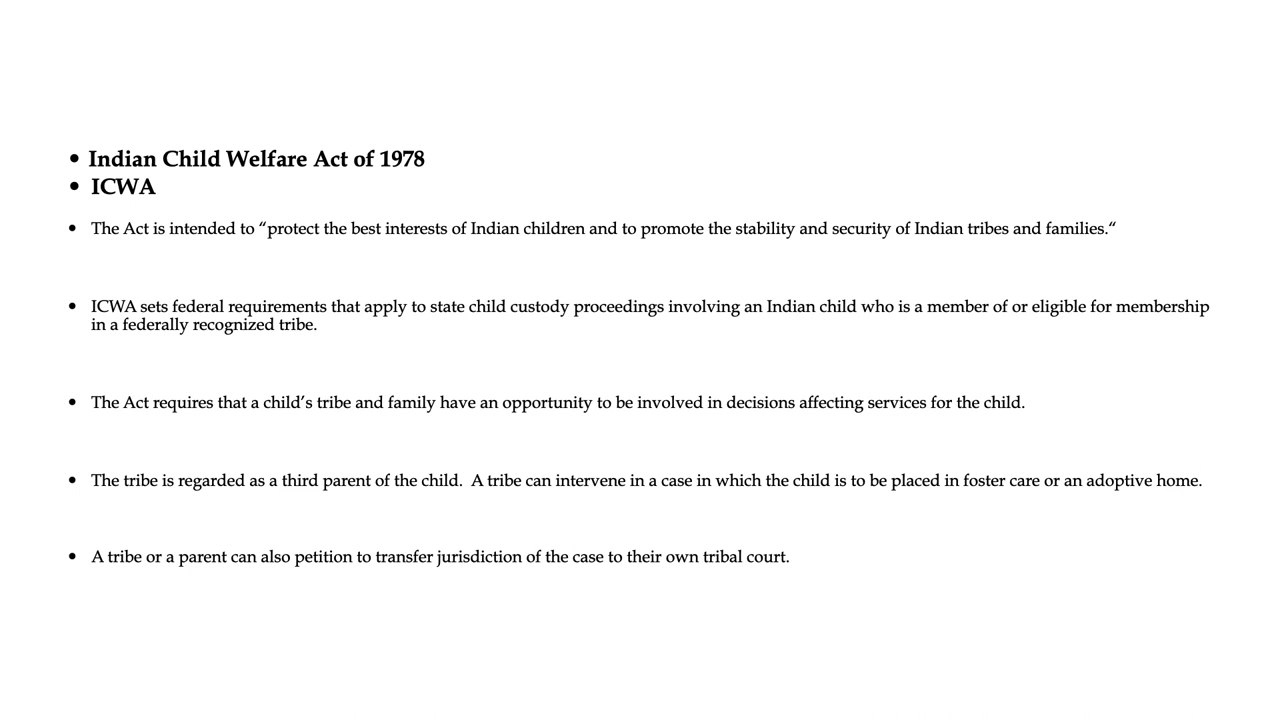 • Indian Child Welfare Act of 1978
• ICWA
• The Act is intended to “protect the best interests of Indian children and to promote the stability and security of Indian tribes and families.“
• ICWA sets federal requirements that apply to state child custody proceedings involving an Indian child who is a member of or eligible for membership
in a federally recognized tribe.
• The Act requires that a child’s tribe and family have an opportunity to be involved in decisions affecting services for the child.
• The tribe is regarded as a third parent of the child.  A tribe can intervene in a case in which the child is to be placed in foster care or an adoptive home.
• A tribe or a parent can also petition to transfer jurisdiction of the case to their own tribal court.